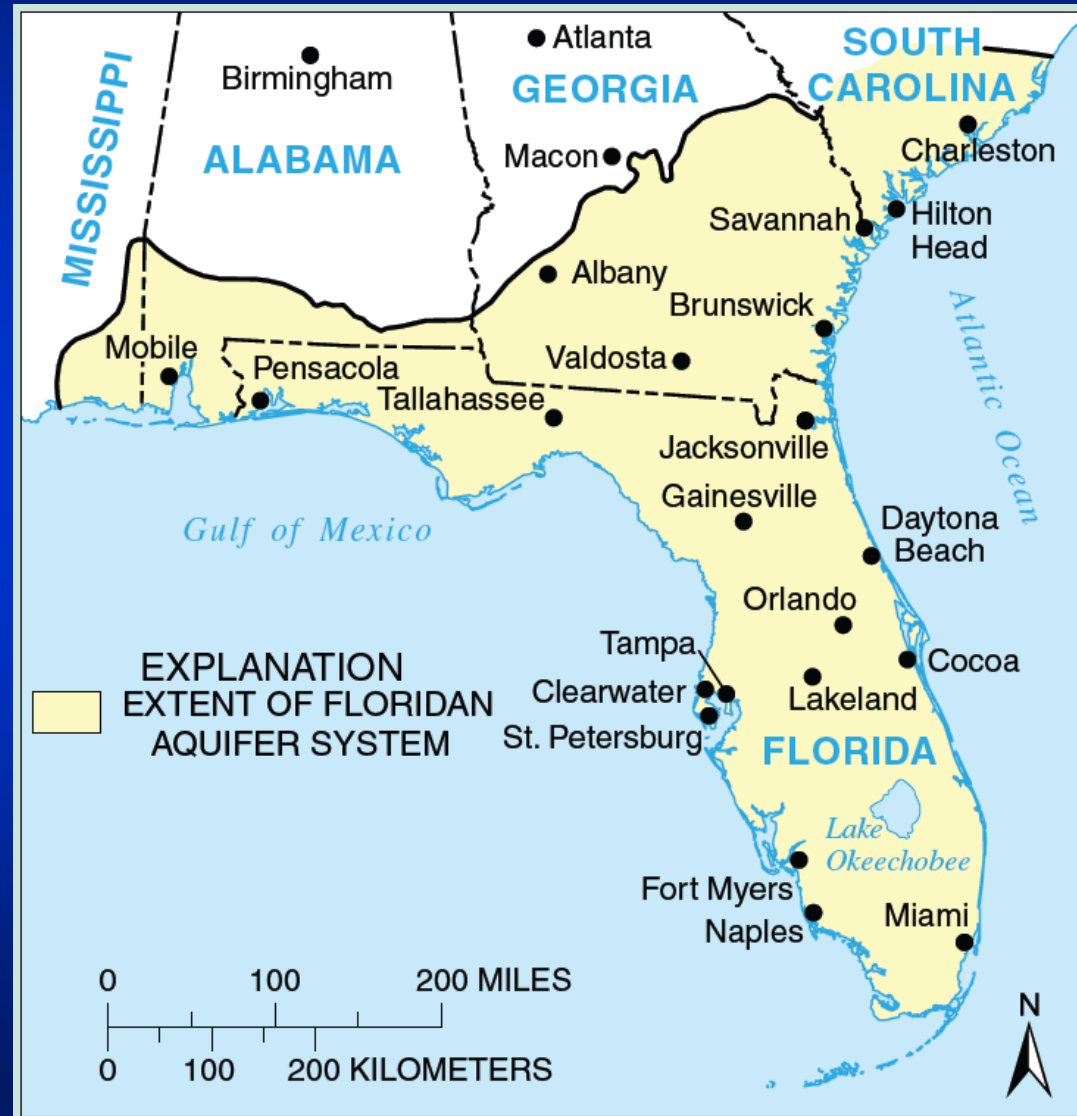 Atlanta
SOUTH
CAROLINA
Birmingham
GEORGIA
MISSISSIPPI
ALABAMA
Macon
Charleston
Savannah
Hilton
Head
Albany
Brunswick
Atlantic Ocean
Mobile
Pensacola
Valdosta
Tallahassee
Jacksonville
Gainesville
Gulf of Mexico
Daytona
Beach
Orlando
Tampa
EXPLANATION
EXTENT OF FLORIDAN
AQUIFER SYSTEM
Cocoa
Clearwater
Lakeland
St. Petersburg
FLORIDA
Lake
Okeechobee
Fort Myers
Naples
Miami
0 100 200 MILES
0 100 200 KILOMETERS
N